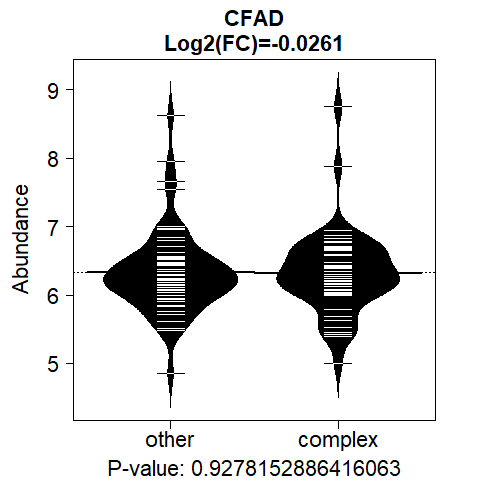 CFAD
Log2(FC)=-0.0261
Abundance
9
8
7
6
5
other complex
P-value: 0.9278152886416063